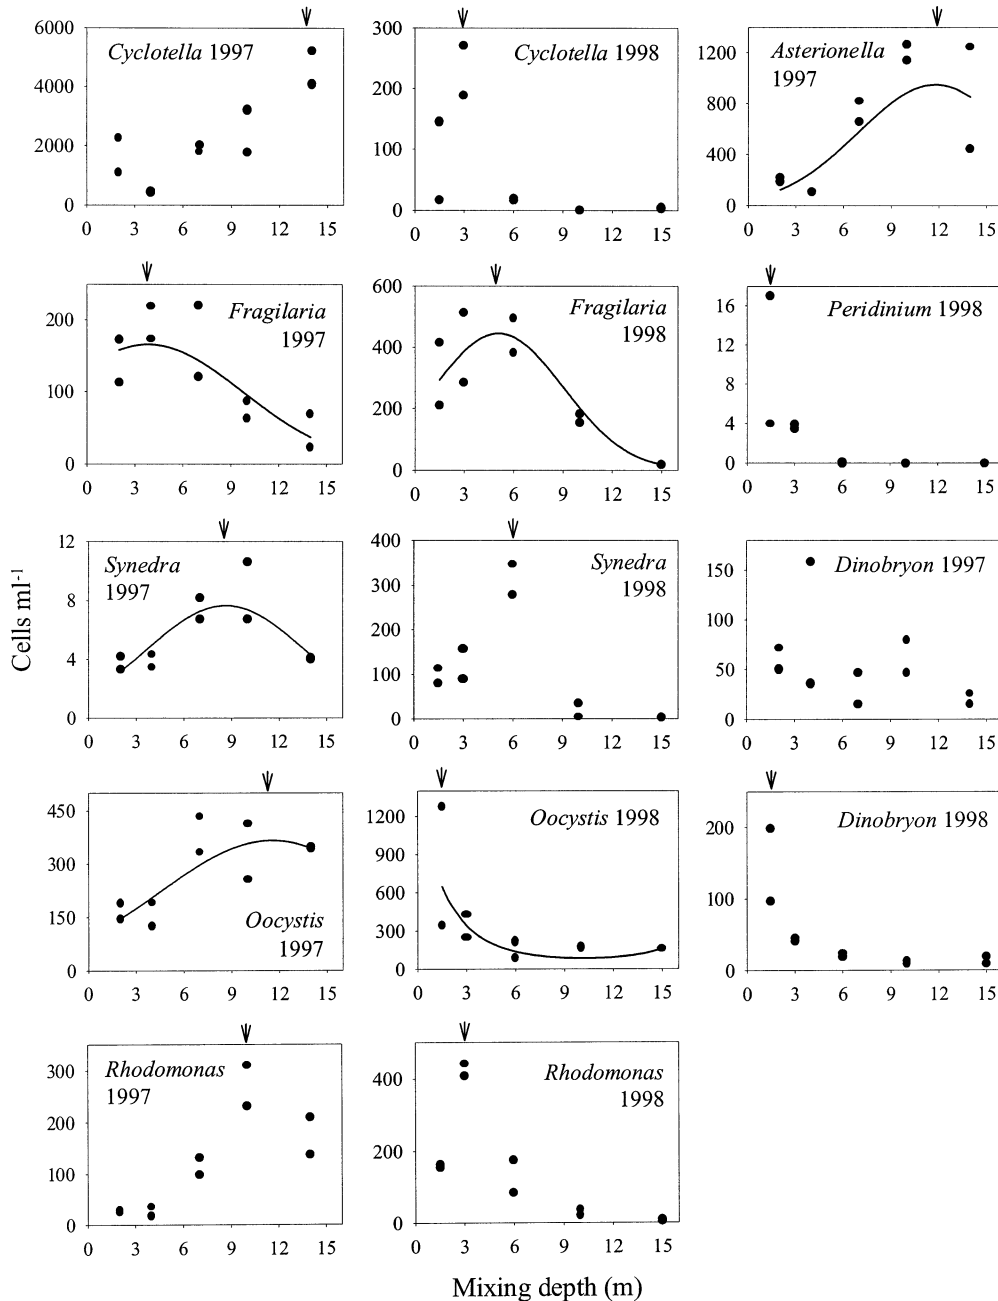 Cyclotella 1997
6000
4000
2000
0
0 3 6 9 12 15
Cyclotella 1998
300
200
100
0
0 3 6 9 12 15
Asterionella
1997
1200
800
400
0
0 3 6 9 12 15
Fragilaria
1997
200
100
0
0 3 6 9 12 15
Fragilaria
1998
600
400
200
0
0 3 6 9 12 15
Peridinium 1998
16
12
8
4
0
0 3 6 9 12 15
Synedra
1997
12
8
4
0
0 3 6 9 12 15
Synedra
1998
400
300
200
100
0
0 3 6 9 12 15
Dinobryon 1997
150
100
50
0
0 3 6 9 12 15
Oocystis
1997
450
300
150
0
0 3 6 9 12 15
Oocystis 1998
1200
900
600
300
0
0 3 6 9 12 15
Dinobryon 1998
200
100
0
0 3 6 9 12 15
Rhodomonas
1997
300
200
100
0
0 3 6 9 12 15
Rhodomonas
1998
400
200
0
0 3 6 9 12 15
Cells ml-1
Mixing depth (m)